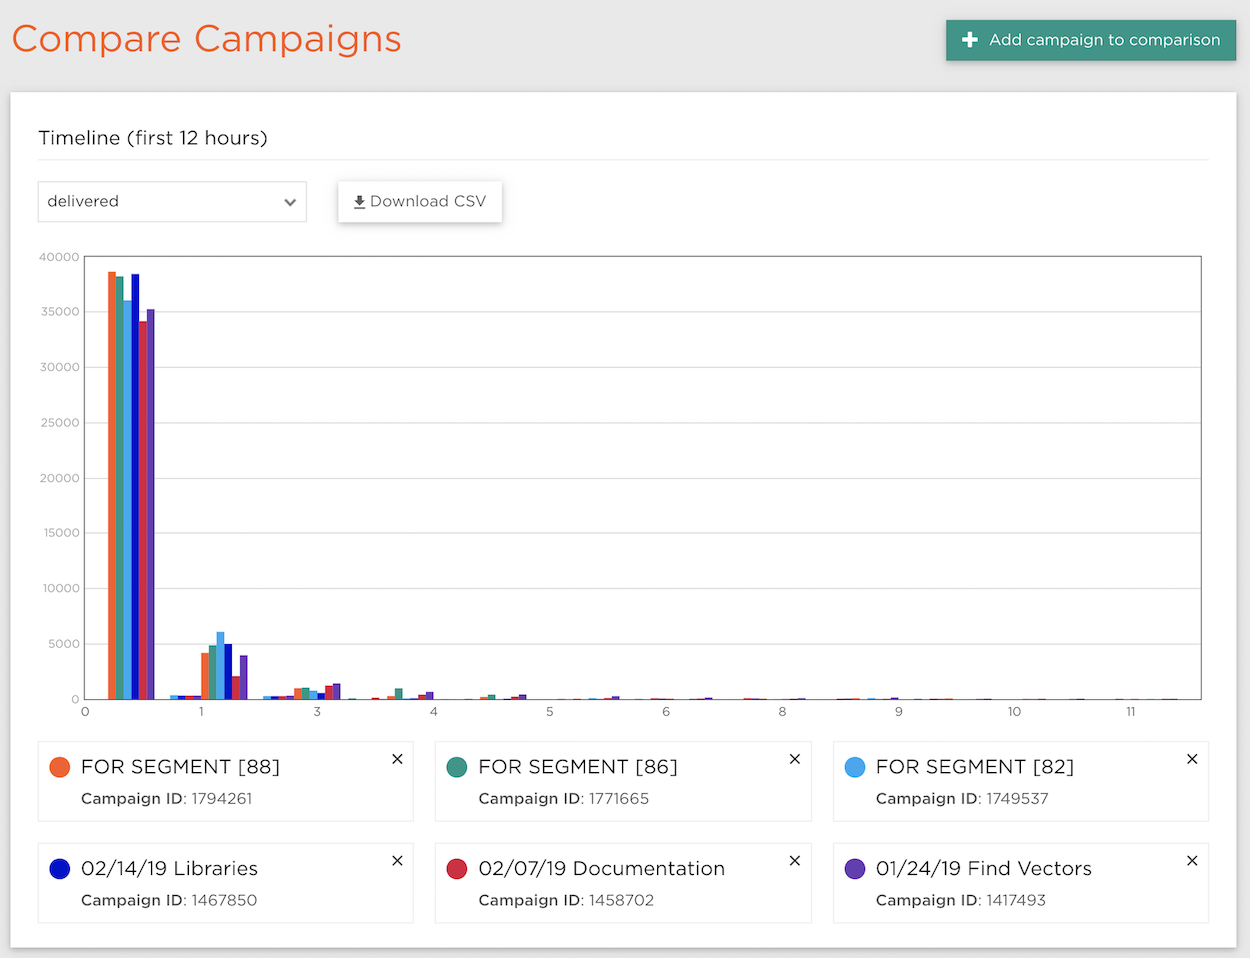 Compare Campaigns
Add campaign to comparison
Timeline (first 12 hours)
delivered
Download CSV
40000
35000
30000
25000
20000
15000
10000
5000
0
0 1 3 4 5 6 8 9 10 11
FOR SEGMENT [88]
Campaign ID: 1794261
FOR SEGMENT [86]
Campaign ID: 1771665
FOR SEGMENT [82]
Campaign ID: 1749537
02/14/19 Libraries
Campaign ID: 1467850
02/07/19 Documentation
Campaign ID: 1458702
01/24/19 Find Vectors
Campaign ID: 1417493